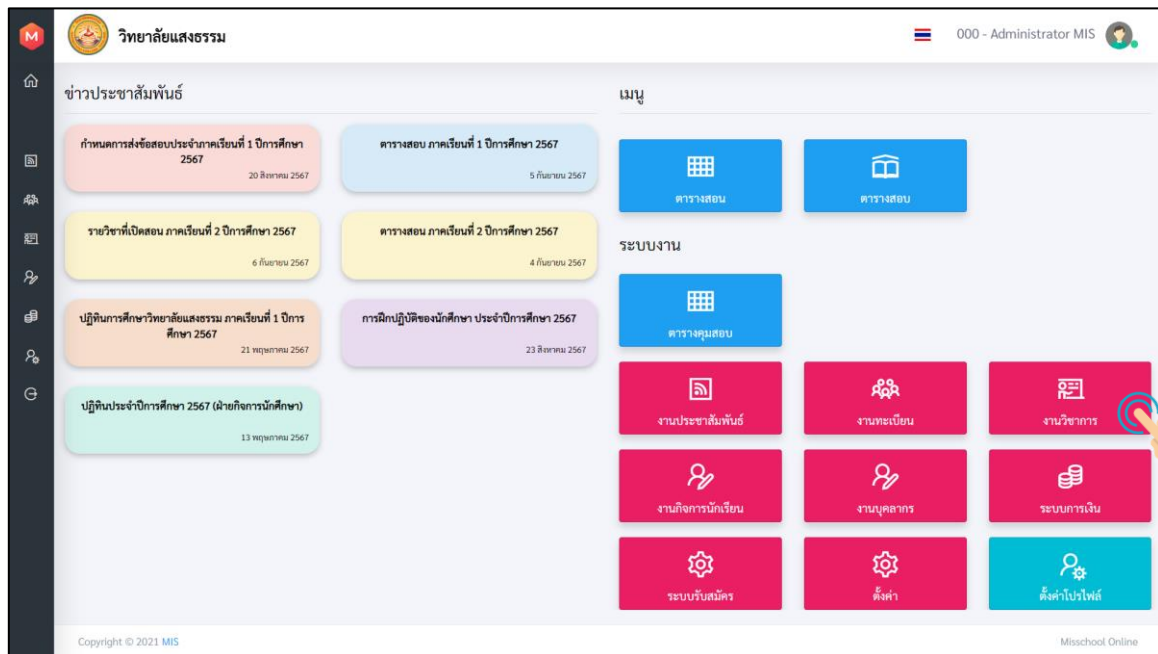 M
วิทยาลัยแสงธรรม
000 - Administrator MIS
ข่าวประชาสัมพันธ์
กำหนดการส่งข้อสอบประจำภาคเรียนที่ 1 ปีการศึกษา
2567
20 สิงหาคม 2567
ตารางสอบ ภาคเรียนที่ 1 ปีการศึกษา 2567
5 กันยายน 2567
รายวิชาที่เปิดสอน ภาคเรียนที่ 2 ปีการศึกษา 2567
6 กันยายน 2567
ตารางสอน ภาคเรียนที่ 2 ปีการศึกษา 2567
4 กันยายน 2567
ปฏิทินการศึกษาวิทยาลัยแสงธรรม ภาคเรียนที่ 1 ปีการ
ศึกษา 2567
21 พฤษภาคม 2567
การฝึกปฏิบัติของนักศึกษา ประจำปีการศึกษา 2567
23 สิงหาคม 2567
ปฏิทินประจำปีการศึกษา 2567 (ฝ่ายกิจการนักศึกษา)
13 พฤษภาคม 2567
เมนู
ตารางสอน
ตารางสอบ
ระบบงาน
ตารางคุมสอบ
งานประชาสัมพันธ์
งานทะเบียน
งานวิชาการ
งานกิจการนักเรียน
งานบุคลากร
ระบบการเงิน
ระบบรับสมัคร
ตั้งค่า
ตั้งค่าโปรไฟล์
Copyright © 2021 MIS
Misschool Online